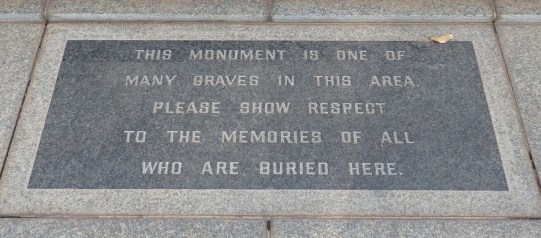 THIS MONUMENT IS ONE OF
MANY GRAVES IN THIS AREA.
PLEASE SHOW RESPECT
TO THE MEMORIES OF ALL
WHO ARE BURIED HERE.